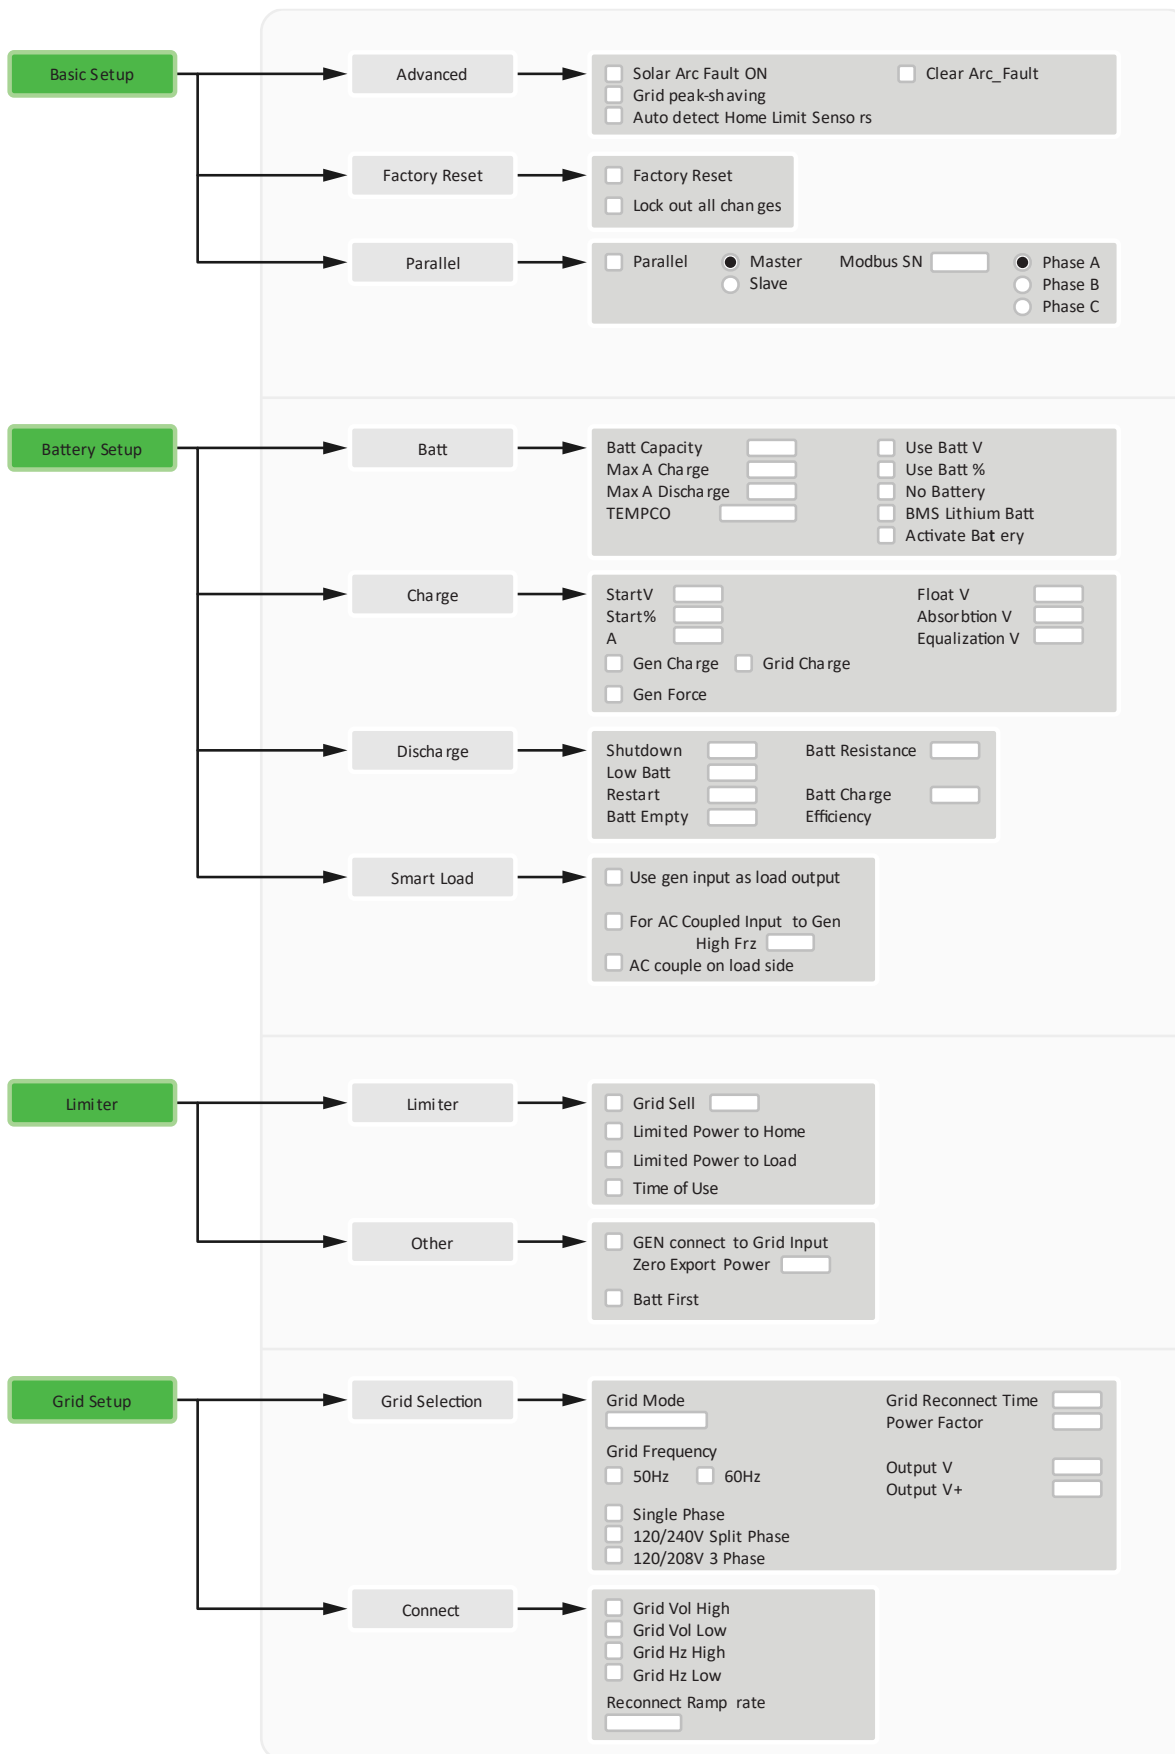 Basic Setup
Advanced
Solar Arc Fault ON
Clear Arc_Fault
Grid peak-shaving
Auto detect Home Limit Senso rs
Factory Reset
Factory Reset
Lock out all chan ges
Parallel
Parallel
Master
Modbus SN
Phase A
Slave
Phase B
Phase C
Battery Setup
Batt
Batt Capacity
Use Batt V
Max A Charge
Use Batt %
Max A Discharge
No Battery
TEMPCO
BMS Lithium Batt
Activate Bat ery
Charge
StartV
Float V
Start%
Absorbtion V
A
Equalization V
Gen Charge
Grid Charge
Gen Force
Discharge
Shutdown
Batt Resistance
Low Batt
Restart
Batt Charge
Batt Empty
Efficiency
Smart Load
Use gen input as load output
For AC Coupled Input to Gen
High Frz
AC couple on load side
Limiter
Limiter
Grid Sell
Limited Power to Home
Limited Power to Load
Time of Use
Other
GEN connect to Grid Input
Zero Export Power
Batt First
Grid Setup
Grid Selection
Grid Mode
Grid Reconnect Time
Power Factor
Grid Frequency
50Hz
60Hz
Output V
Output V+
Single Phase
120/240V Split Phase
120/208V 3 Phase
Connect
Grid Vol High
Grid Vol Low
Grid Hz High
Grid Hz Low
Reconnect Ramp rate